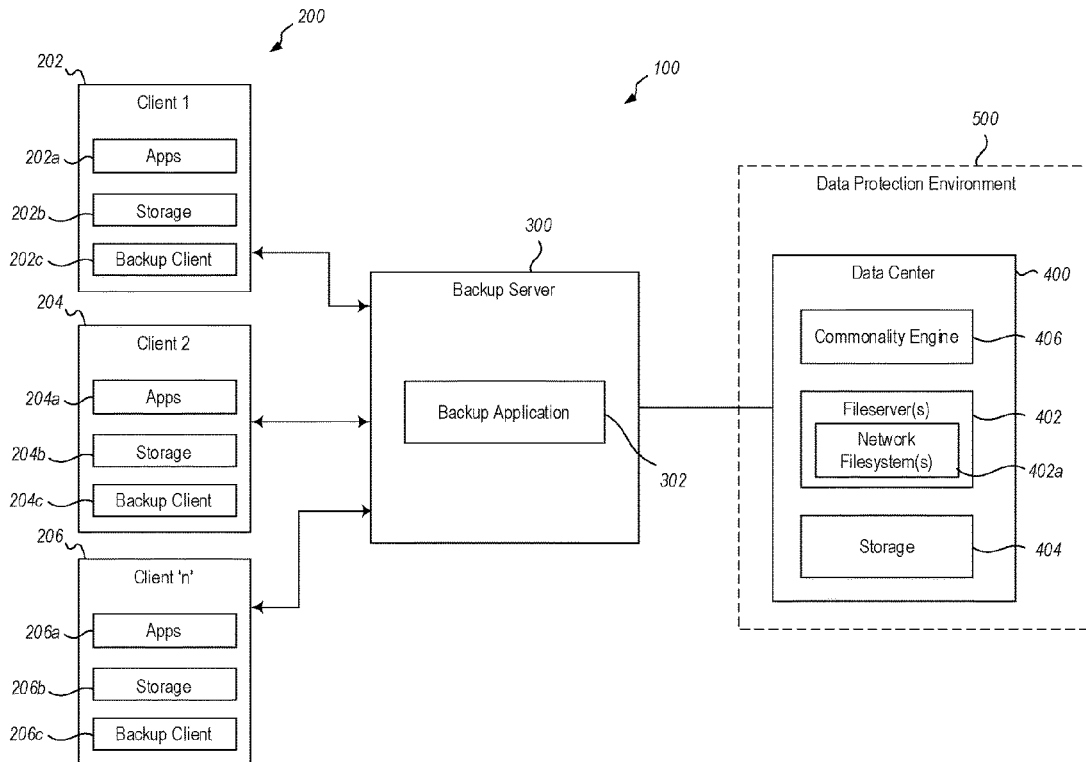 200
100
202
Client 1
202a
Apps
202b
Storage
202c
Backup Client
204
Client 2
204a
Apps
204b
Storage
204c
Backup Client
206
Client 'n'
206a
Apps
206b
Storage
206c
Backup Client
300
Backup Server
Backup Application
302
500
Data Protection Environment
Data Center
400
Commonality Engine
406
Fileserver(s)
402
Network
Filesystem(s)
402a
Storage
404